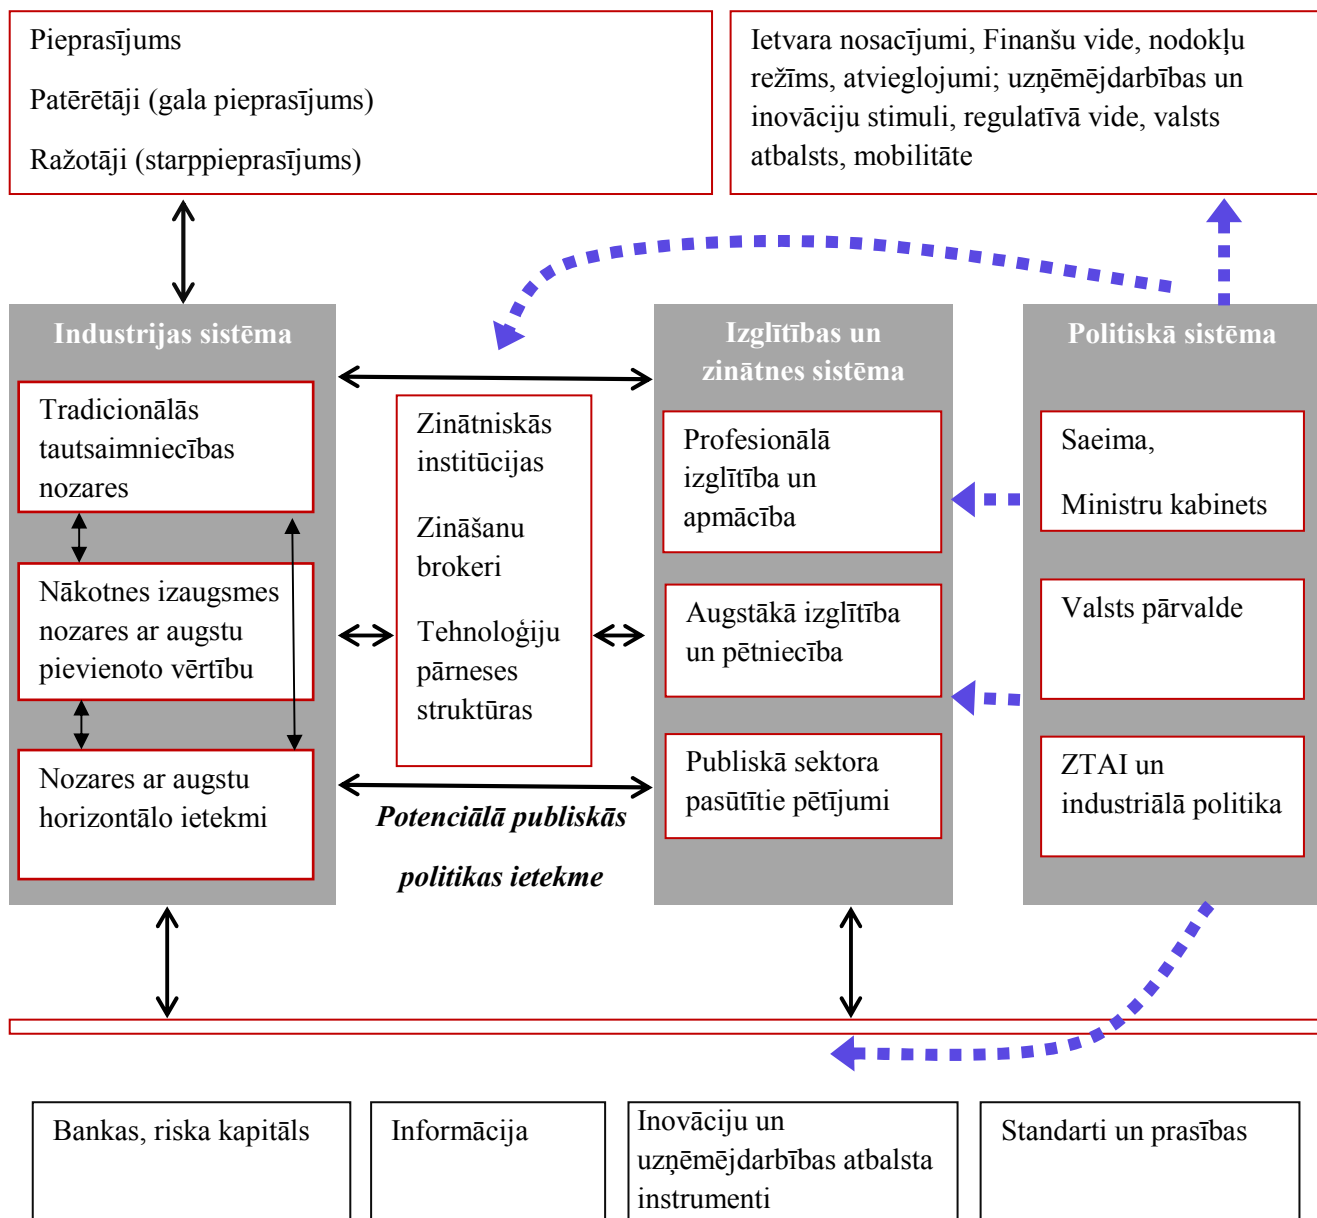 Pieprasījums
Patērētāji (gala pieprasījums)
Ražotāji (starppieprasījums)
Ietvara nosacījumi, Finanšu vide, nodokļu
režīms, atvieglojumi; uzņēmējdarbības un
inovāciju stimuli, regulatīvā vide, valsts
atbalsts, mobilitāte
Industrijas sistēma
Tradicionālās
tautsaimniecības
nozares
Nākotnes izaugsmes
nozares ar augstu
pievienoto vērtību
Nozares ar augstu
horizontālo ietekmi
Zinātniskās
institūcijas
Zināšanu
brokeri
Tehnoloģiju
pārneses
struktūras
Potenciālā publiskās
politikas ietekme
Izglītības un
zinātnes sistēma
Profesionālā
izglītība un
apmācība
Augstākā izglītība
un pētniecība
Publiskā sektora
pasūtītie pētījumi
Politiskā sistēma
Saeima,
Ministru kabinets
Valsts pārvalde
ZTAI un
industriālā politika
Bankas, riska kapitāls
Informācija
Inovāciju un
uzņēmējdarbības atbalsta
instrumenti
Standarti un prasības